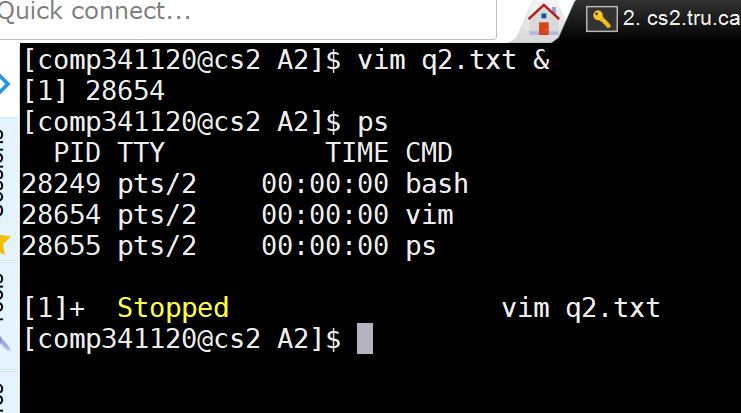 Quick connect...
2. cs2.tru.ca
[comp341120@cs2 A2]$ vim q2.txt &
[1] 28654
[comp341120@cs2 A2]$ ps
  PID TTY          TIME CMD
28249 pts/2    00:00:00 bash
28654 pts/2    00:00:00 vim
28655 pts/2    00:00:00 ps
[1]+  Stopped                 vim q2.txt
[comp341120@cs2 A2]$